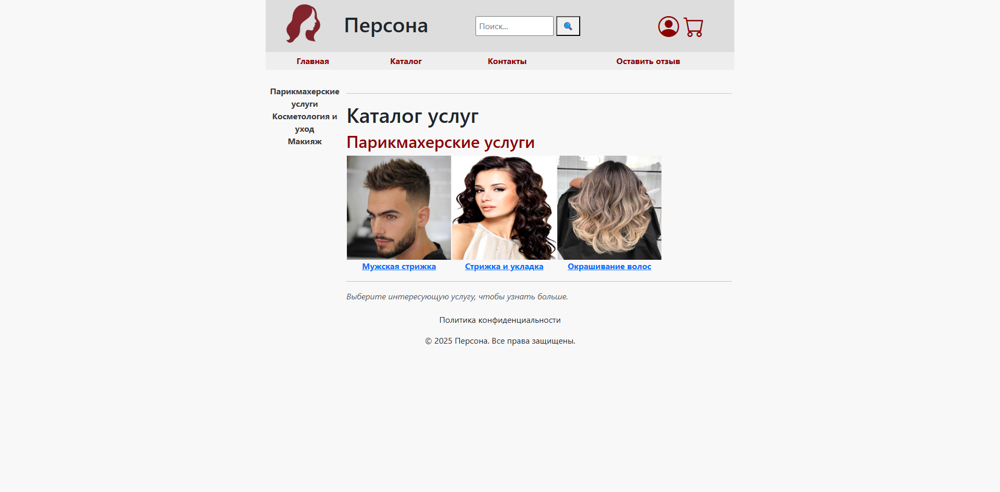 Персона
Поиск...
Главная
Каталог
Контакты
Оставить отзыв
Парикмахерские
услуги
Косметология и
уход
Макияж
Каталог услуг
Парикмахерские услуги
Мужская стрижка
Стрижка и укладка
Окрашивание волос
Выберите интересующую услугу, чтобы узнать больше.
Политика конфиденциальности
© 2025 Персона. Все права защищены.